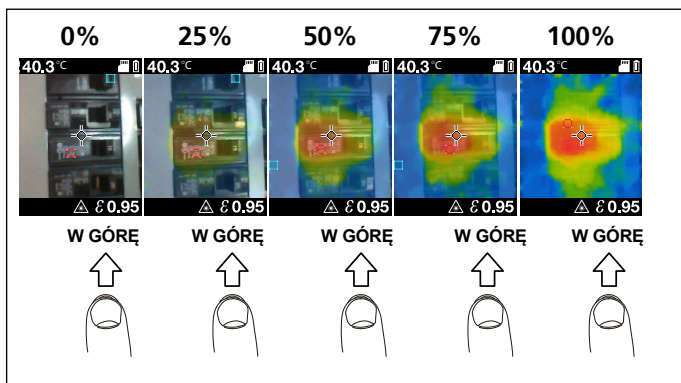 0% 25% 50% 75% 100%
40.3°C 40.3°C 40.3°C 40.3°C 40.3°C
ε 0.95 ε 0.95 ε 0.95 ε 0.95 ε 0.95
W GÓRĘ W GÓRĘ W GÓRĘ W GÓRĘ W GÓRĘ